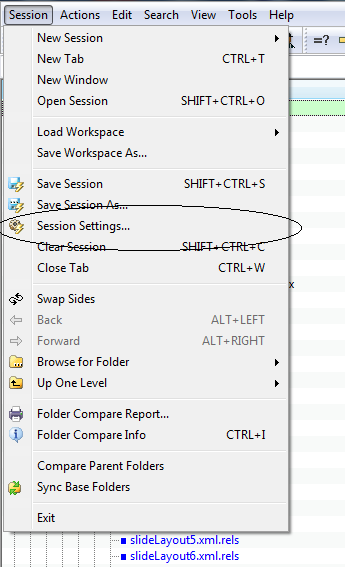 Session Actions Edit Search View Tools Help
=?
New Session
New Tab CTRL+T
New Window
Open Session SHIFT+CTRL+O
Load Workspace
Save Workspace As...
Save Session SHIFT+CTRL+S
Save Session As...
Session Settings...
Clear Session SHIFT+CTRL+C
Close Tab CTRL+W
x
Swap Sides
Back ALT+LEFT
Forward ALT+RIGHT
Browse for Folder
Up One Level
Folder Compare Report...
Folder Compare Info CTRL+I
Compare Parent Folders
Sync Base Folders
Exit
slideLayout5.xml.rels
slideLayout6.xml.rels